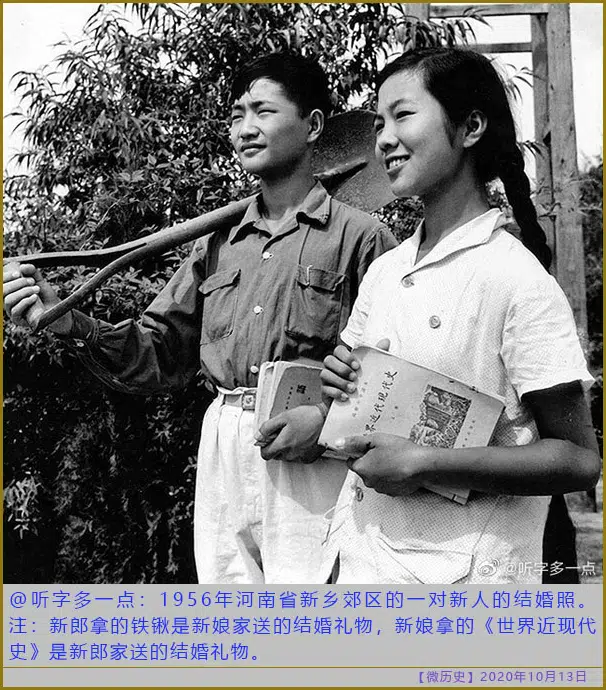 界近代现代史
@听字多一点
@听字多一点：1956年河南省新乡郊区的一对新人的结婚照。
注：新郎拿的铁锹是新娘家送的结婚礼物，新娘拿的《世界近现代
史》是新郎家送的结婚礼物。
【微历史】2020年10月13日